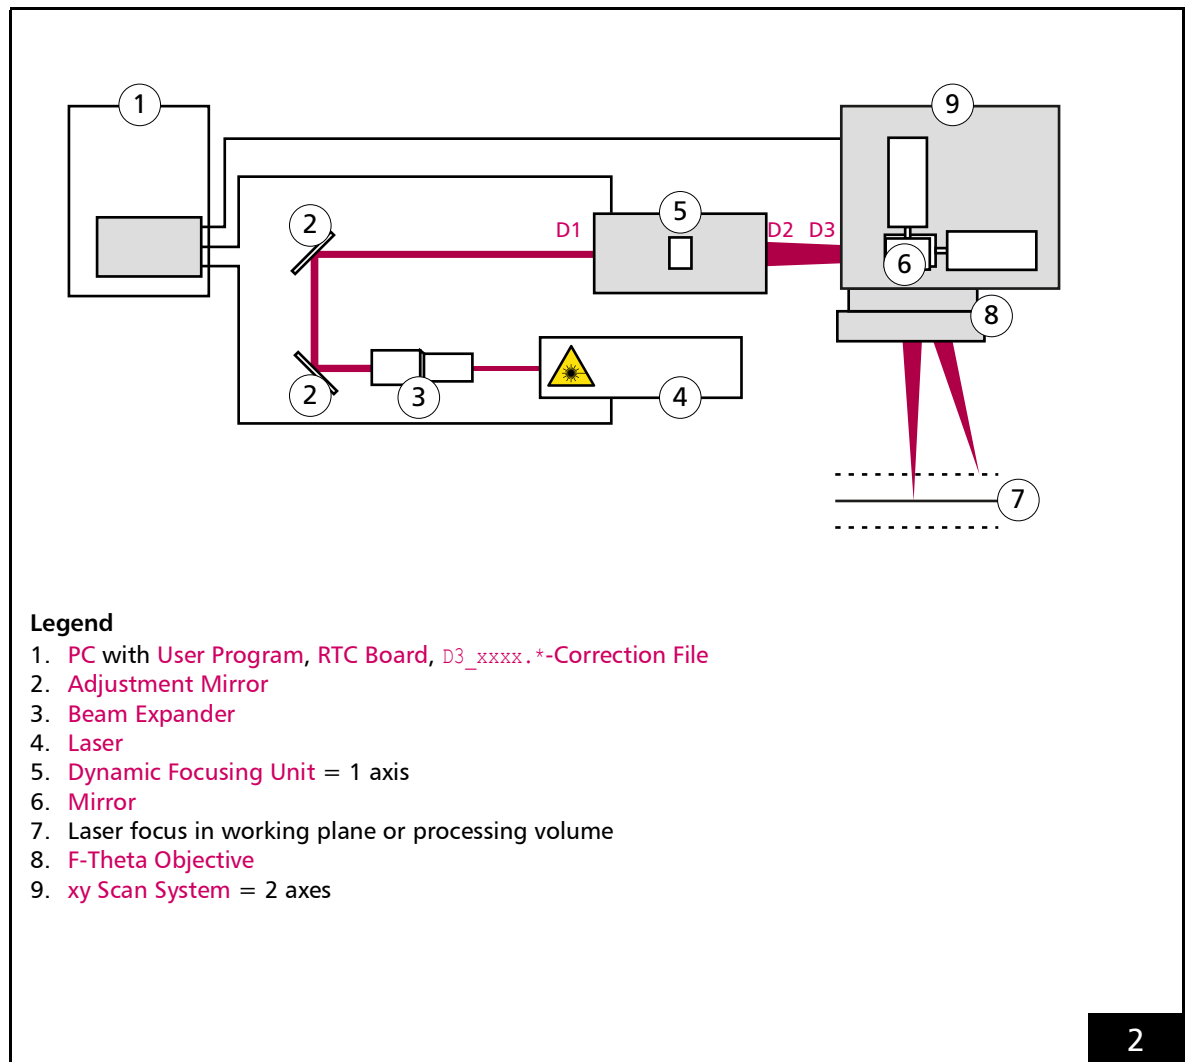 1
9
2
D1
5
D2 D3
6
8
2
3
4
7
Legend
1. PC with User Program, RTC Board, D3_xxxx.*-Correction File
2. Adjustment Mirror
3. Beam Expander
4. Laser
5. Dynamic Focusing Unit = 1 axis
6. Mirror
7. Laser focus in working plane or processing volume
8. F-Theta Objective
9. xy Scan System = 2 axes
2